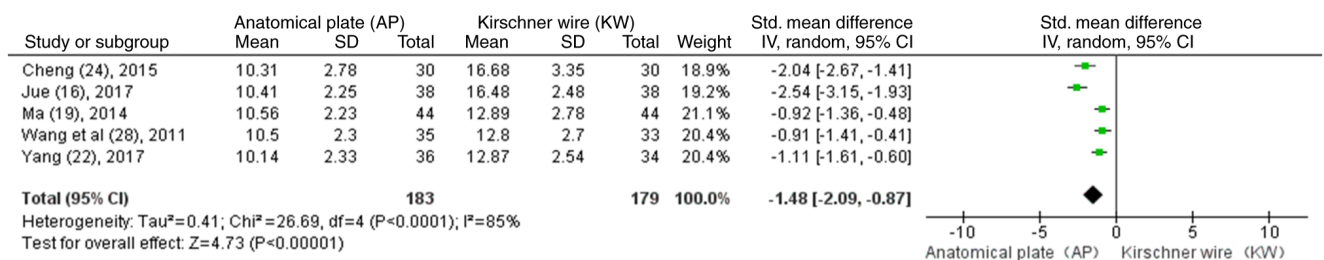 Anatomical plate (AP) Kirschner wire (KW) Std. mean difference Std. mean difference
Study or subgroup Mean SD Total Mean SD Total Weight IV, random, 95% CI IV, random, 95% CI
Cheng (24), 2015 10.31 2.78 30 16.68 3.35 30 18.9% -2.04 [-2.67, -1.41]
Jue (16), 2017 10.41 2.25 38 16.48 2.48 38 19.2% -2.54 [-3.15, -1.93]
Ma (19), 2014 10.56 2.23 44 12.89 2.78 44 21.1% -0.92 [-1.36, -0.48]
Wang et al (28), 2011 10.5 2.3 35 12.8 2.7 33 20.4% -0.91 [-1.41, -0.41]
Yang (22), 2017 10.14 2.33 36 12.87 2.54 34 20.4% -1.11 [-1.61, -0.60]
Total (95% CI) 183 179 100.0% -1.48 [-2.09, -0.87]
Heterogeneity: Tau²=0.41; Chi²=26.69, df=4 (P<0.0001); I²=85%
Test for overall effect: Z=4.73 (P<0.00001)
-10 -5 0 5 10
Anatomical plate (AP) Kirschner wire (KW)